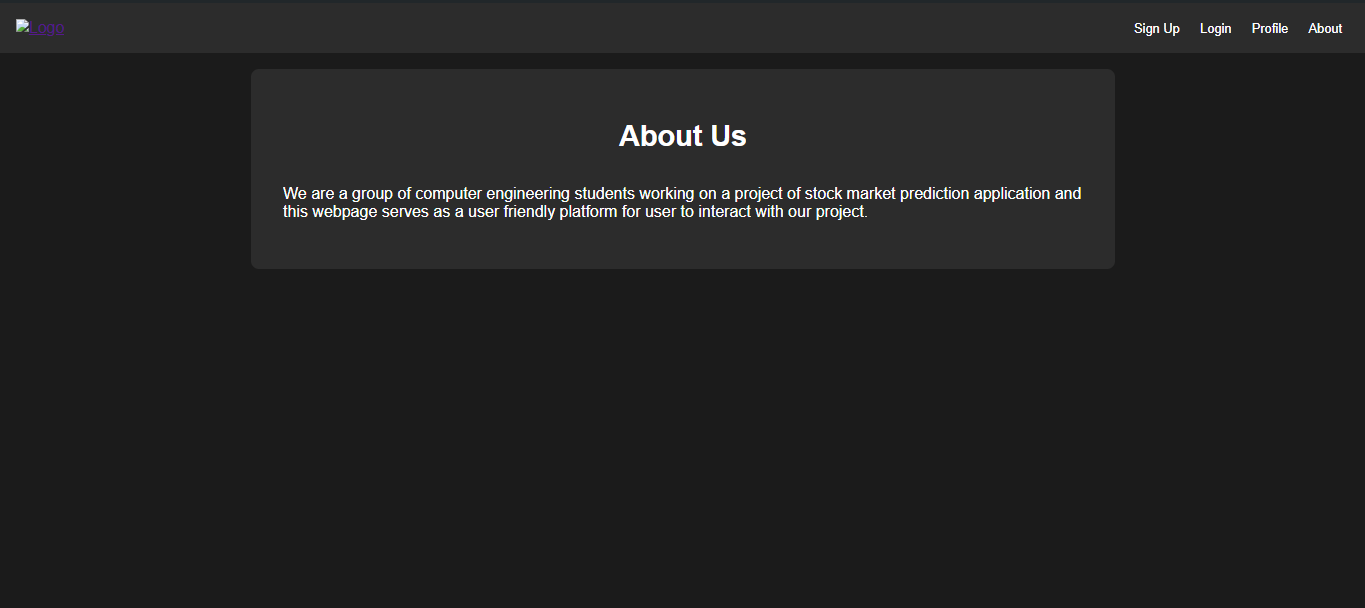 Logo
Sign Up Login Profile About
About Us
We are a group of computer engineering students working on a project of stock market prediction application and
this webpage serves as a user friendly platform for user to interact with our project.